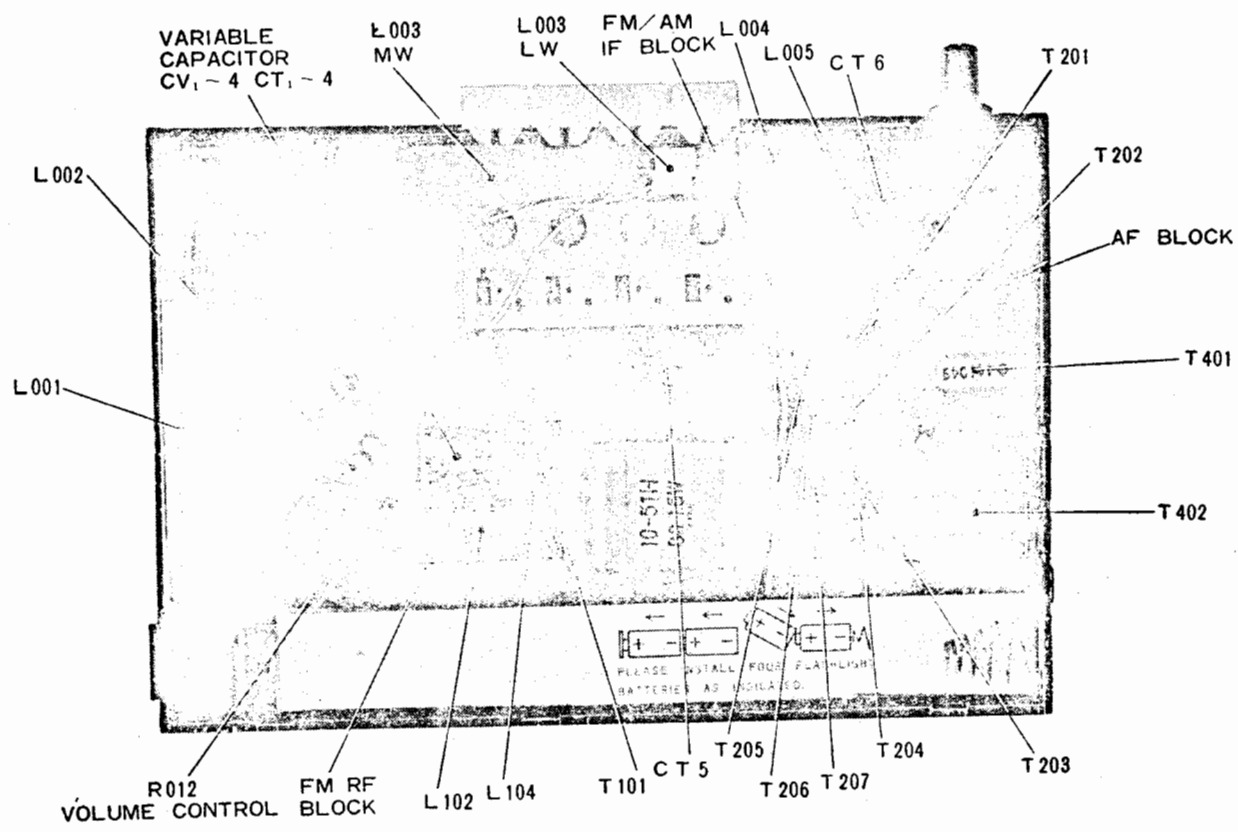 VARIABLE
CAPACITOR
CV₁ ~ 4 CT₁ ~ 4
L003
MW
L003
LW
FM/AM
IF BLOCK
L004
L005
CT6
T201
T202
AF BLOCK
T401
T402
L002
L001
10-51H
PLEASE INSTALL FOUR FLASHLIGHT
BATTERIES AS INDICATED.
R012
VOLUME CONTROL
FM RF
BLOCK
L102
L104
T101
CT5
T205
T206
T207
T204
T203